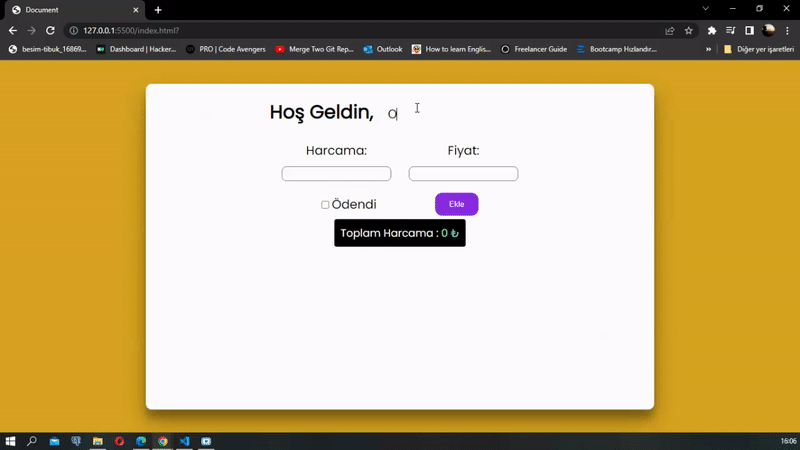 Document
127.0.0.1:5500/index.html?
besim-tibuk_16869... Dashboard | Hacker... PRO | Code Avengers Merge Two Git Rep... Outlook How to learn Englis... Freelancer Guide Bootcamp Hızlandır... » Diğer yer işaretleri
Hoş Geldin, O
Harcama: Fiyat:
Ödendi Ekle
Toplam Harcama : 0 ₺
16:06